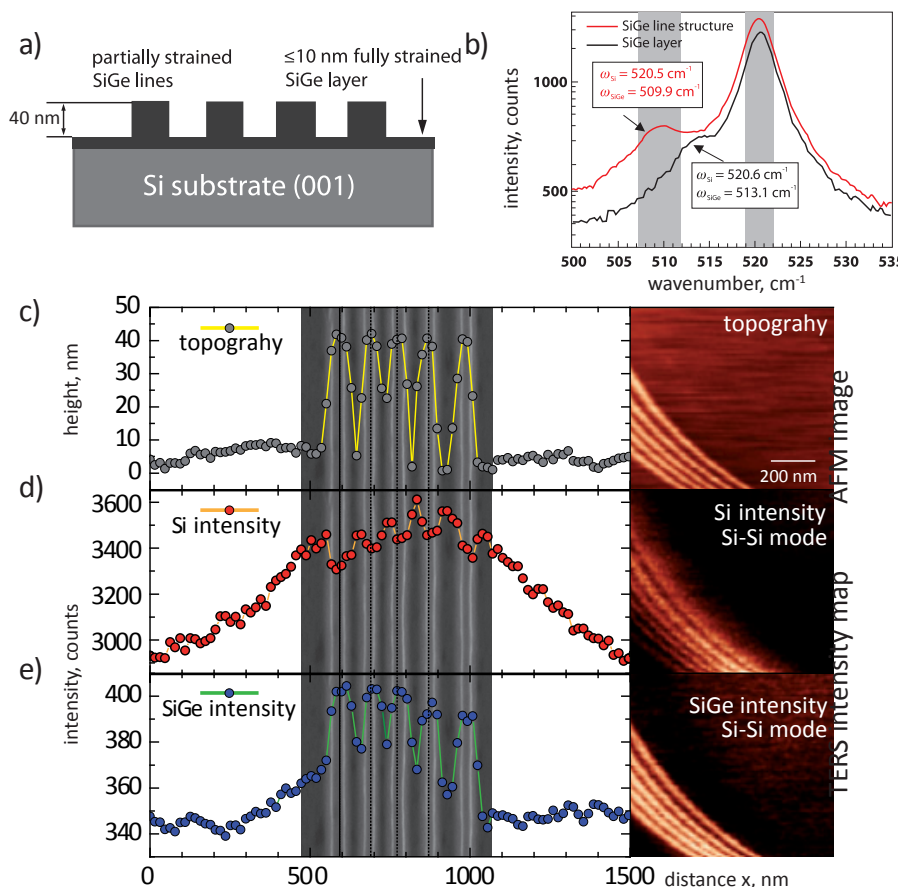 a)
partially strained
SiGe lines
≤10 nm fully strained
SiGe layer
40 nm
Si substrate (001)
b)
SiGe line structure
SiGe layer
ωSi = 520.5 cm-1
ωSiGe = 509.9 cm-1
ωSi = 520.6 cm-1
ωSiGe = 513.1 cm-1
intensity, counts
1000
500
500 505 510 515 520 525 530 535
wavenumber, cm-1
c)
topograhy
height, nm
50
40
30
20
10
0
topograhy
200 nm
AFM image
d)
Si intensity
3600
3400
3200
3000
Si intensity
Si-Si mode
intensity, counts
e)
SiGe intensity
400
380
360
340
SiGe intensity
Si-Si mode
TERS intensity map
0 500 1000 1500
distance x, nm